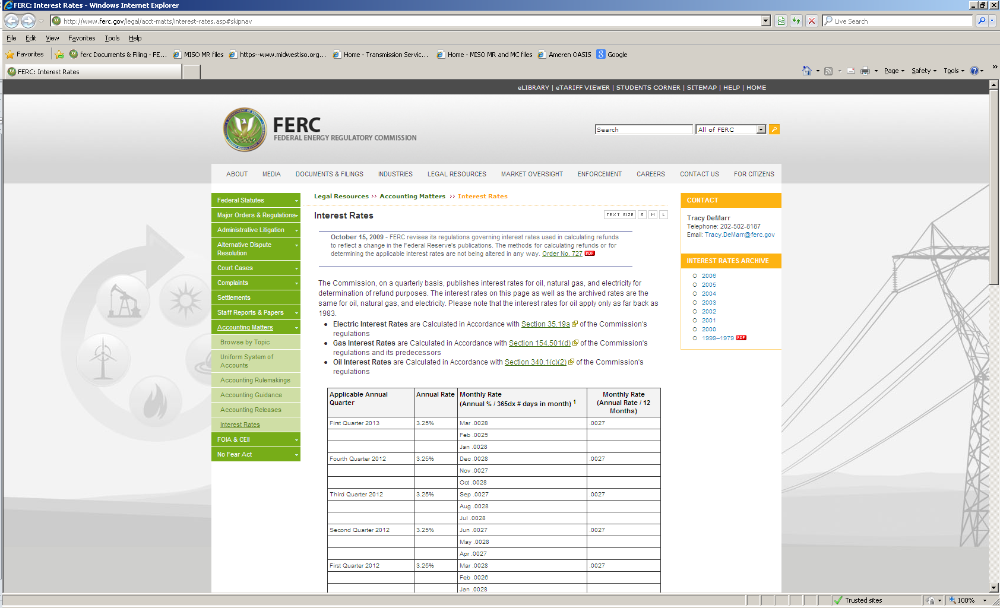 FERC: Interest Rates - Windows Internet Explorer
http://www.ferc.gov/legal/acct-matts/interest-rates.asp#skipnav
Live Search
File Edit View Favorites Tools Help
Favorites
ferc Documents & Filing - FE...
MISO MR files
https--www.midwestiso.org...
Home - Transmission Servic...
Home - MISO MR and MC files
Ameren OASIS
Google
FERC: Interest Rates
Page Safety Tools
eLIBRARY | eTARIFF VIEWER | STUDENTS CORNER | SITEMAP | HELP | HOME
FERC
FEDERAL ENERGY REGULATORY COMMISSION
Search
All of FERC
ABOUT MEDIA DOCUMENTS & FILINGS INDUSTRIES LEGAL RESOURCES MARKET OVERSIGHT ENFORCEMENT CAREERS CONTACT US FOR CITIZENS
Federal Statutes
Major Orders & Regulations
Administrative Litigation
Alternative Dispute
Resolution
Court Cases
Complaints
Settlements
Staff Reports & Papers
Accounting Matters
Browse by Topic
Uniform System of
Accounts
Accounting Rulemakings
Accounting Guidance
Accounting Releases
Interest Rates
FOIA & CEII
No Fear Act
Legal Resources >> Accounting Matters >> Interest Rates
Interest Rates
TEXT SIZE S M L
October 15, 2009 - FERC revises its regulations governing interest rates used in calculating refunds
to reflect a change in the Federal Reserve's publications. The methods for calculating refunds or for
determining the applicable interest rates are not being altered in any way. Order No. 727 PDF
The Commission, on a quarterly basis, publishes interest rates for oil, natural gas, and electricity for
determination of refund purposes. The interest rates on this page as well as the archived rates are the
same for oil, natural gas, and electricity. Please note that the interest rates for oil apply only as far back as
1983.
Electric Interest Rates are Calculated in Accordance with Section 35.19a of the Commission's
regulations
Gas Interest Rates are Calculated in Accordance with Section 154.501(d) of the Commission's
regulations and its predecessors
Oil Interest Rates are Calculated in Accordance with Section 340.1(c)(2) of the Commission's
regulations
Applicable Annual
Quarter
Annual Rate
Monthly Rate
(Annual % / 365dx # days in month) 1
Monthly Rate
(Annual Rate / 12
Months)
First Quarter 2013 3.25% Mar .0028 .0027
Feb .0025
Jan .0028
Fourth Quarter 2012 3.25% Dec .0028 .0027
Nov .0027
Oct .0028
Third Quarter 2012 3.25% Sep .0027 .0027
Aug .0028
Jul .0028
Second Quarter 2012 3.25% Jun .0027 .0027
May .0028
Apr .0027
First Quarter 2012 3.25% Mar .0028 .0027
Feb .0026
Jan .0028
CONTACT
Tracy DeMarr
Telephone: 202-502-8187
Email: Tracy.DeMarr@ferc.gov
INTEREST RATES ARCHIVE
2006
2005
2004
2003
2002
2001
2000
1999–1979 PDF
Trusted sites
100%